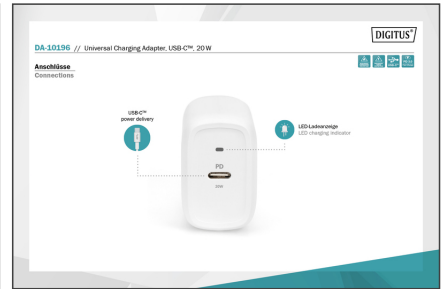 DIGITUS®
DA-10196 // Universal Charging Adapter, USB-C™, 20 W
Anschlüsse
Connections
USB-C™
power delivery
LED-Ladeanzeige
LED charging indicator
PD
20W